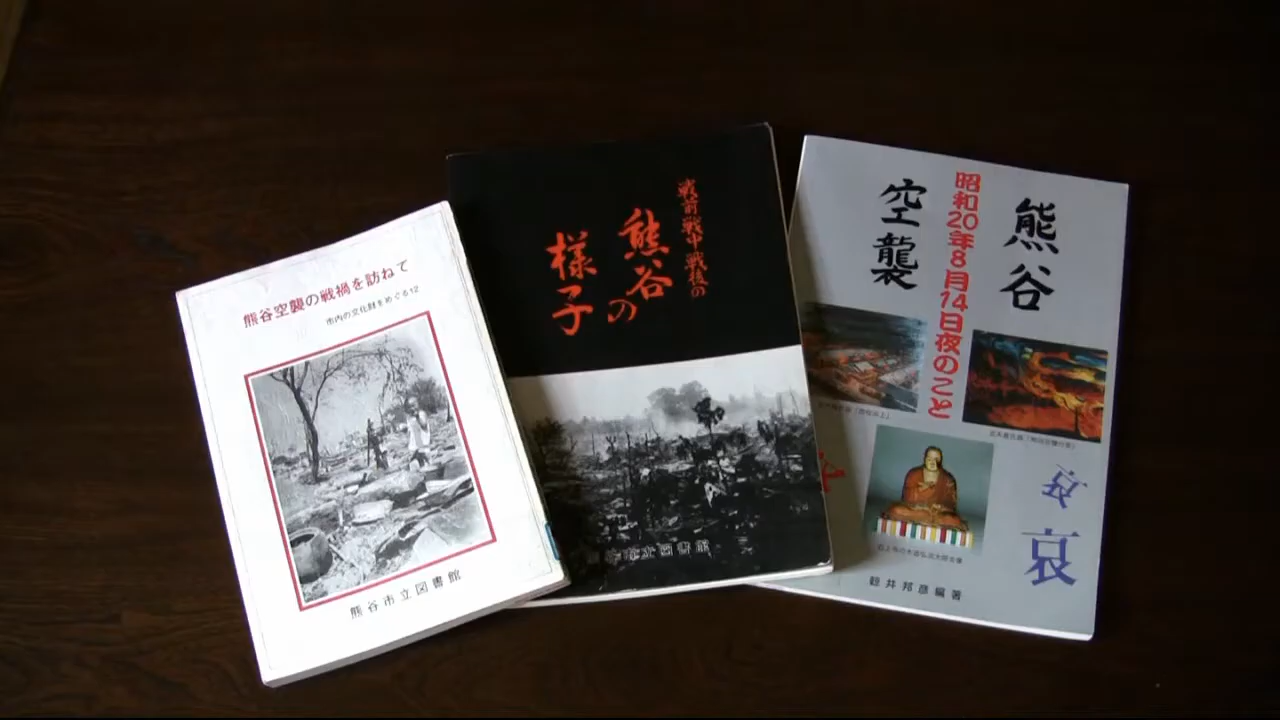 熊谷空襲の戦禍を訪ねて
市内の文化財をめぐる12
熊谷市立図書館
戦前戦中戦後の
熊谷の
様子
市立図書館
熊谷
昭和20年8月14日夜のこと
空襲
哀
井邦彦編著